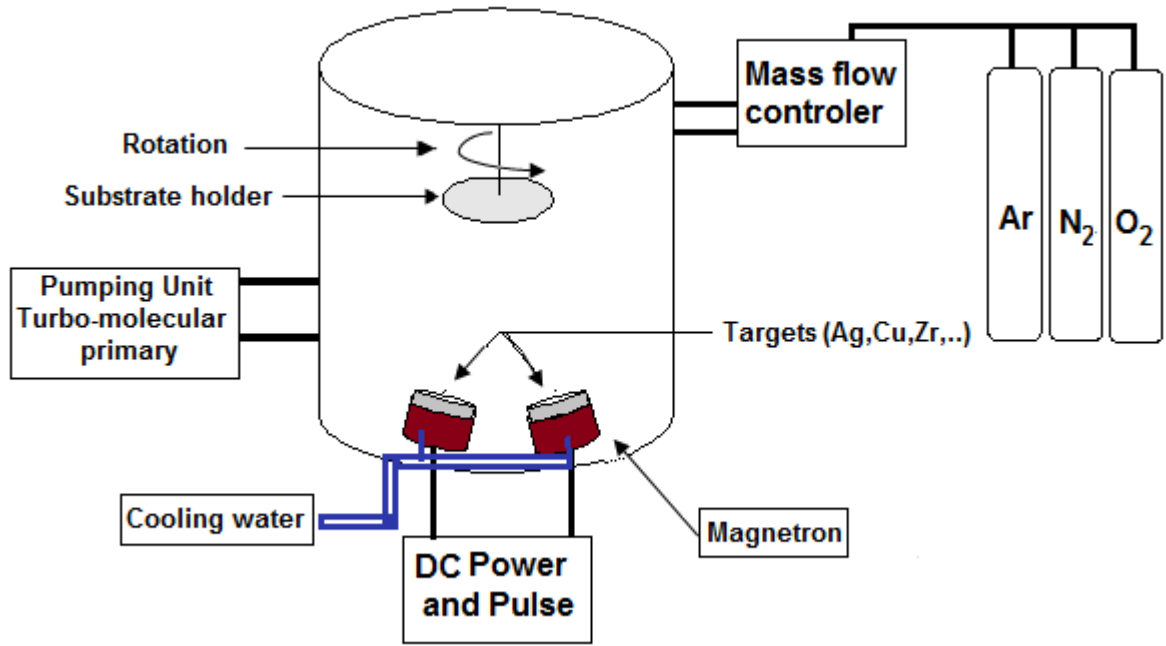 Mass flow
controler
Rotation
Substrate holder
Ar
N2
O2
Pumping Unit
Turbo-molecular
primary
Targets (Ag,Cu,Zr,..)
Cooling water
Magnetron
DC Power
and Pulse